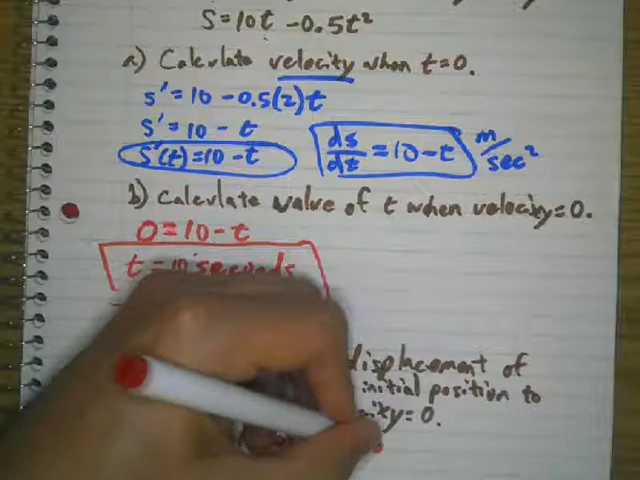 S = 10t - 0.5t²
a) Calculate velocity when t=0.
s' = 10 - 0.5(2)t
s' = 10 - t
s'(t) = 10 - t
ds/dt = 10 - t m/sec²
b) Calculate value of t when velocity = 0.
0 = 10 - t
t = 10 seconds
displacement of
initial position to
= 0.